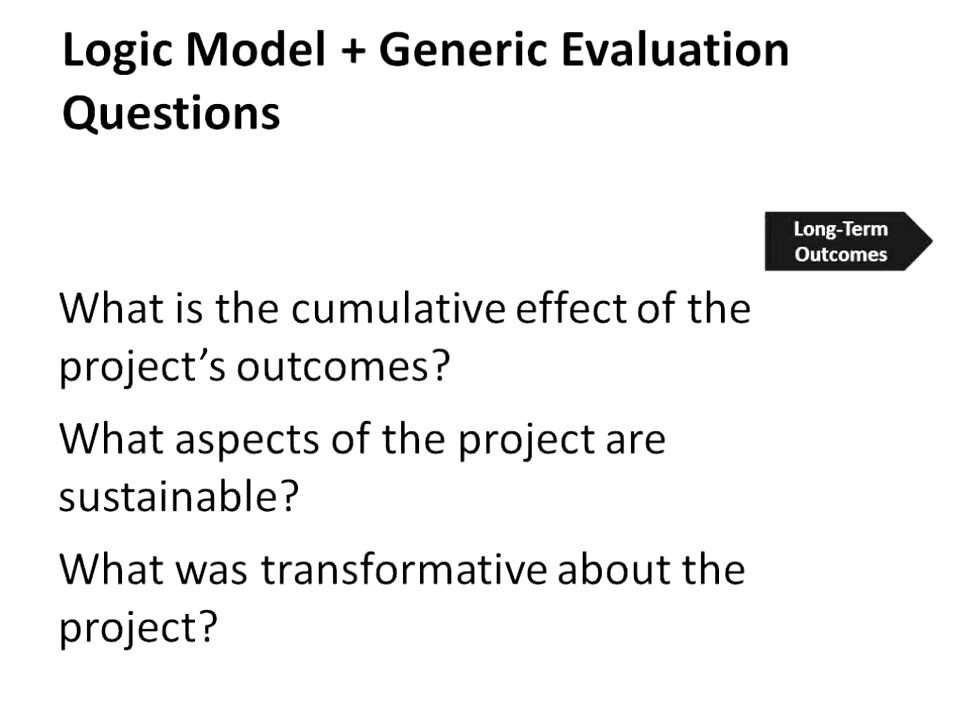 Logic Model + Generic Evaluation
Questions
Long-Term
Outcomes
What is the cumulative effect of the
project’s outcomes?
What aspects of the project are
sustainable?
What was transformative about the
project?